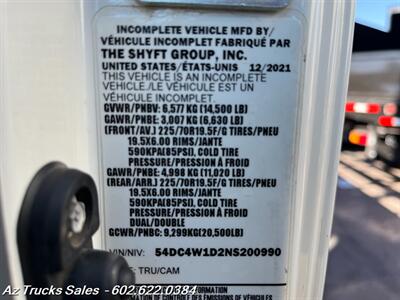 INCOMPLETE VEHICLE MFD BY/
VÉHICULE INCOMPLET FABRIQUÉ PAR
THE SHYFT GROUP, INC.
UNITED STATES/ÉTATS-UNIS 12/2021
THIS VEHICLE IS AN INCOMPLETE
VEHICLE./LE VÉHICULE EST UN
VÉHICULE INCOMPLET.
GVWR/PNBV: 6,577 KG (14,500 LB)
GAWR/PNBE: 3,007 KG (6,630 LB)
(FRONT/AV.) 225/70R19.5F/G TIRES/PNEU
19.5X6.00 RIMS/JANTE
590KPA(85PSI), COLD TIRE
PRESSURE/PRESSION À FROID
GAWR/PNBE: 4,998 KG (11,020 LB)
(REAR/ARR.) 225/70R19.5F/G TIRES/PNEU
19.5X6.00 RIMS/JANTE
590KPA(85PSI), COLD TIRE
PRESSURE/PRESSION À FROID
DUAL/DOUBLE
GCWR/PNBC: 9,299KG(20,500LB)
VIN/NIV: 54DC4W1D2NS200990
TYPE: TRU/CAM
INFORMATION
Az Trucks Sales - 602.622.0384